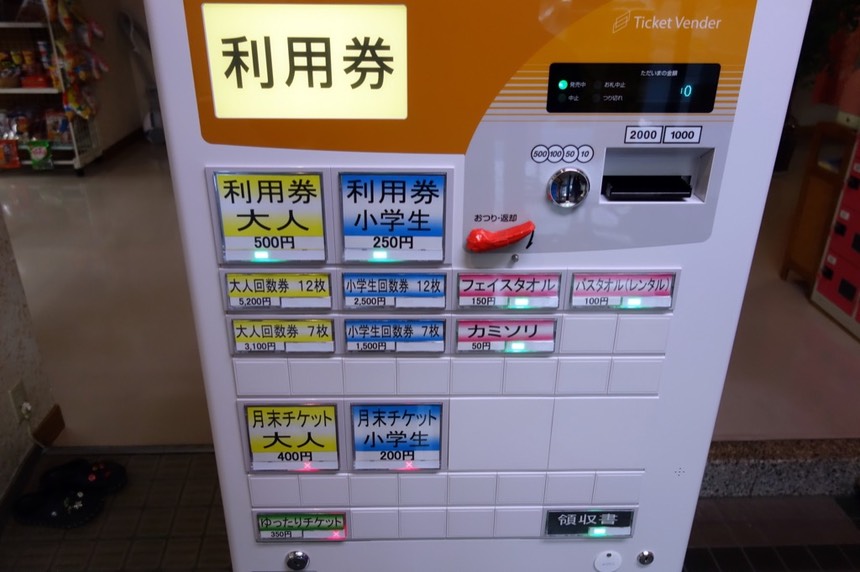 利用券
Ticket Vender
ただいまの金額
発売中 お札中止
中止 つり切れ
0
2000 1000
500 100 50 10
おつり・返却
利用券
大人
500円
利用券
小学生
250円
大人回数券 12枚
5,200円
小学生回数券 12枚
2,500円
フェイスタオル
150円
バスタオル(レンタル)
100円
大人回数券 7枚
3,100円
小学生回数券 7枚
1,500円
カミソリ
50円
月末チケット
大人
400円
月末チケット
小学生
200円
ゆったりチケット
350円
領収書